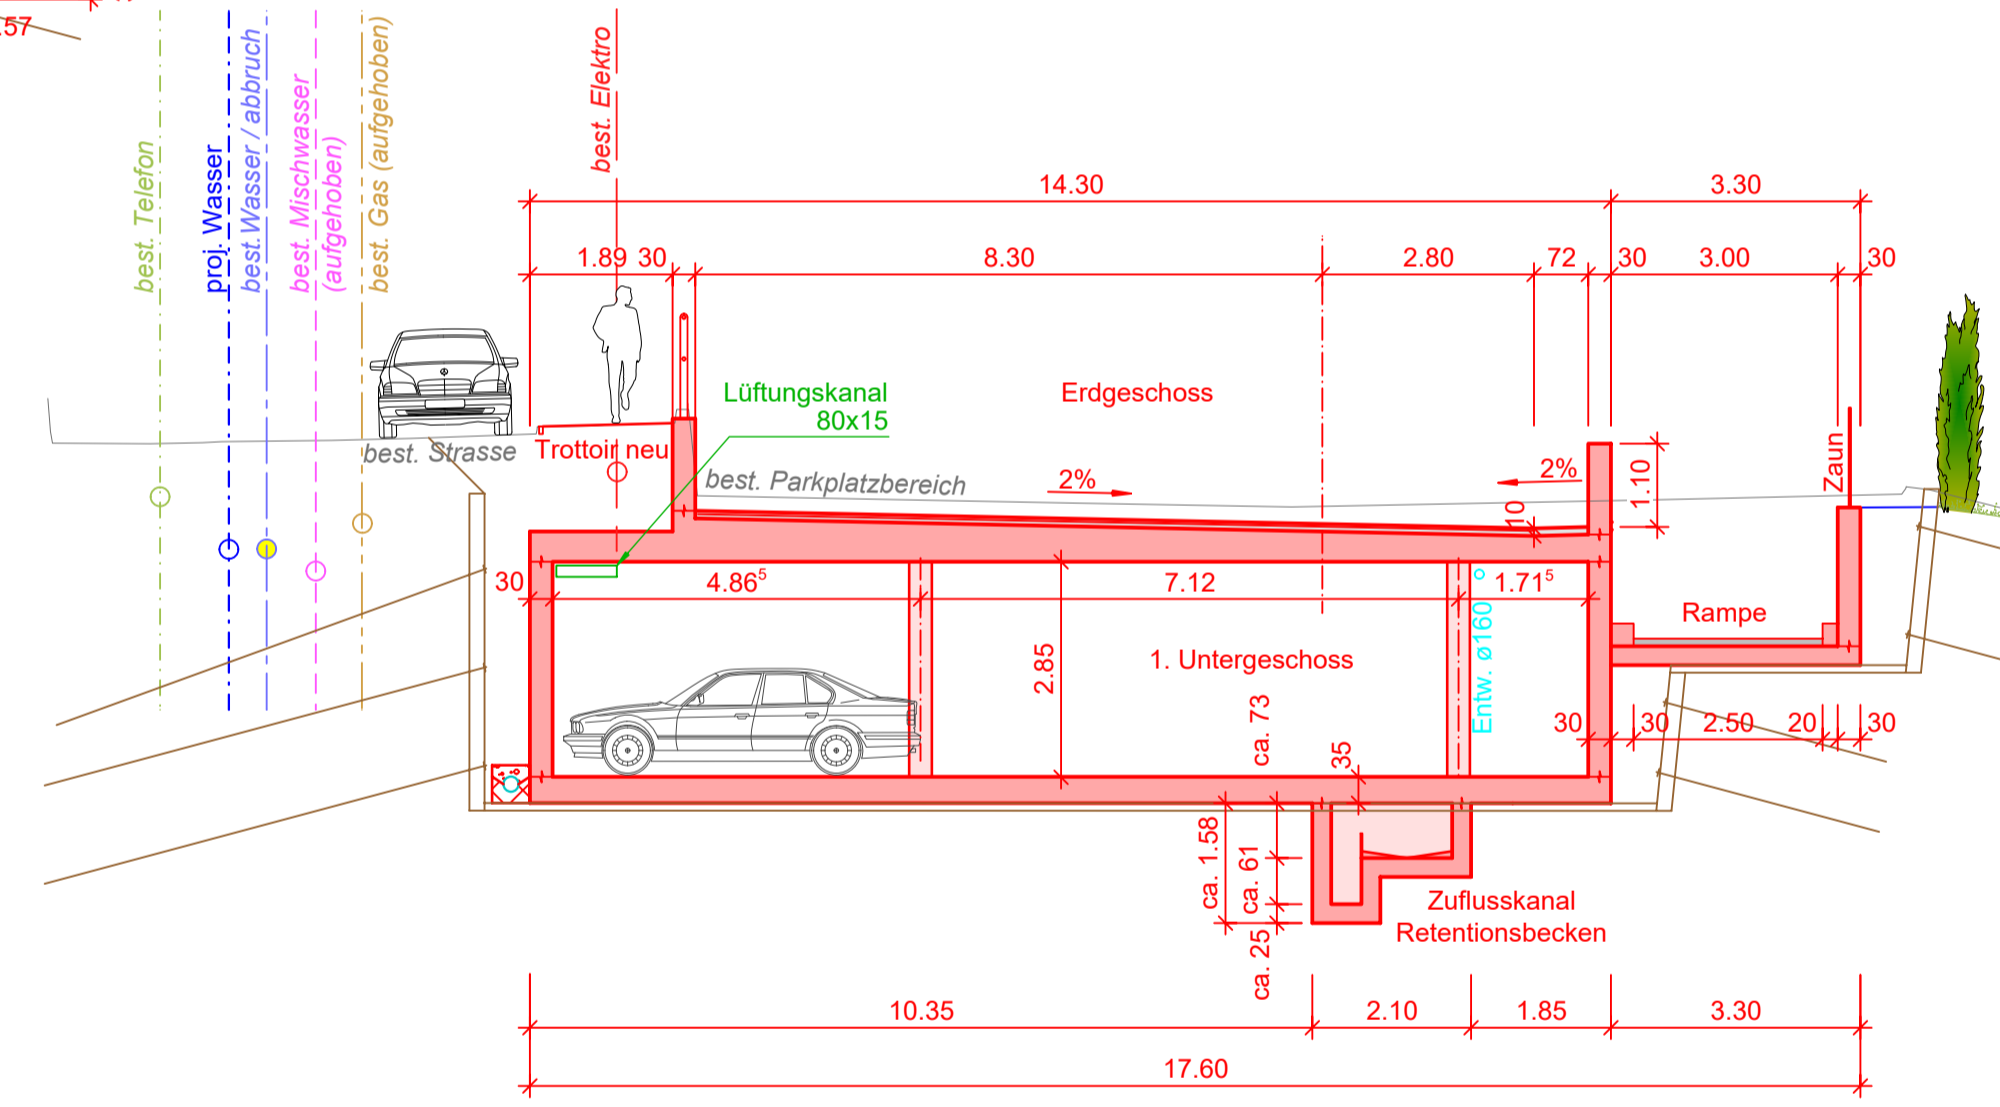 .57
best. Telefon
proj. Wasser
best.Wasser / abbruch
best. Mischwasser
(aufgehoben)
best. Gas (aufgehoben)
best. Elektro
14.30
3.30
1.89
30
8.30
2.80
72
30
3.00
30
Lüftungskanal
80x15
Erdgeschoss
best. Strasse
Trottoir neu
best. Parkplatzbereich
2%
2%
10
1.10
Zaun
30
4.86⁵
7.12
1.71⁵
Entw. ø160
Rampe
2.85
1. Untergeschoss
ca. 73
35
30
30
2.50
20
30
ca. 1.58
ca. 61
ca. 25
Zuflusskanal
Retentionsbecken
10.35
2.10
1.85
3.30
17.60